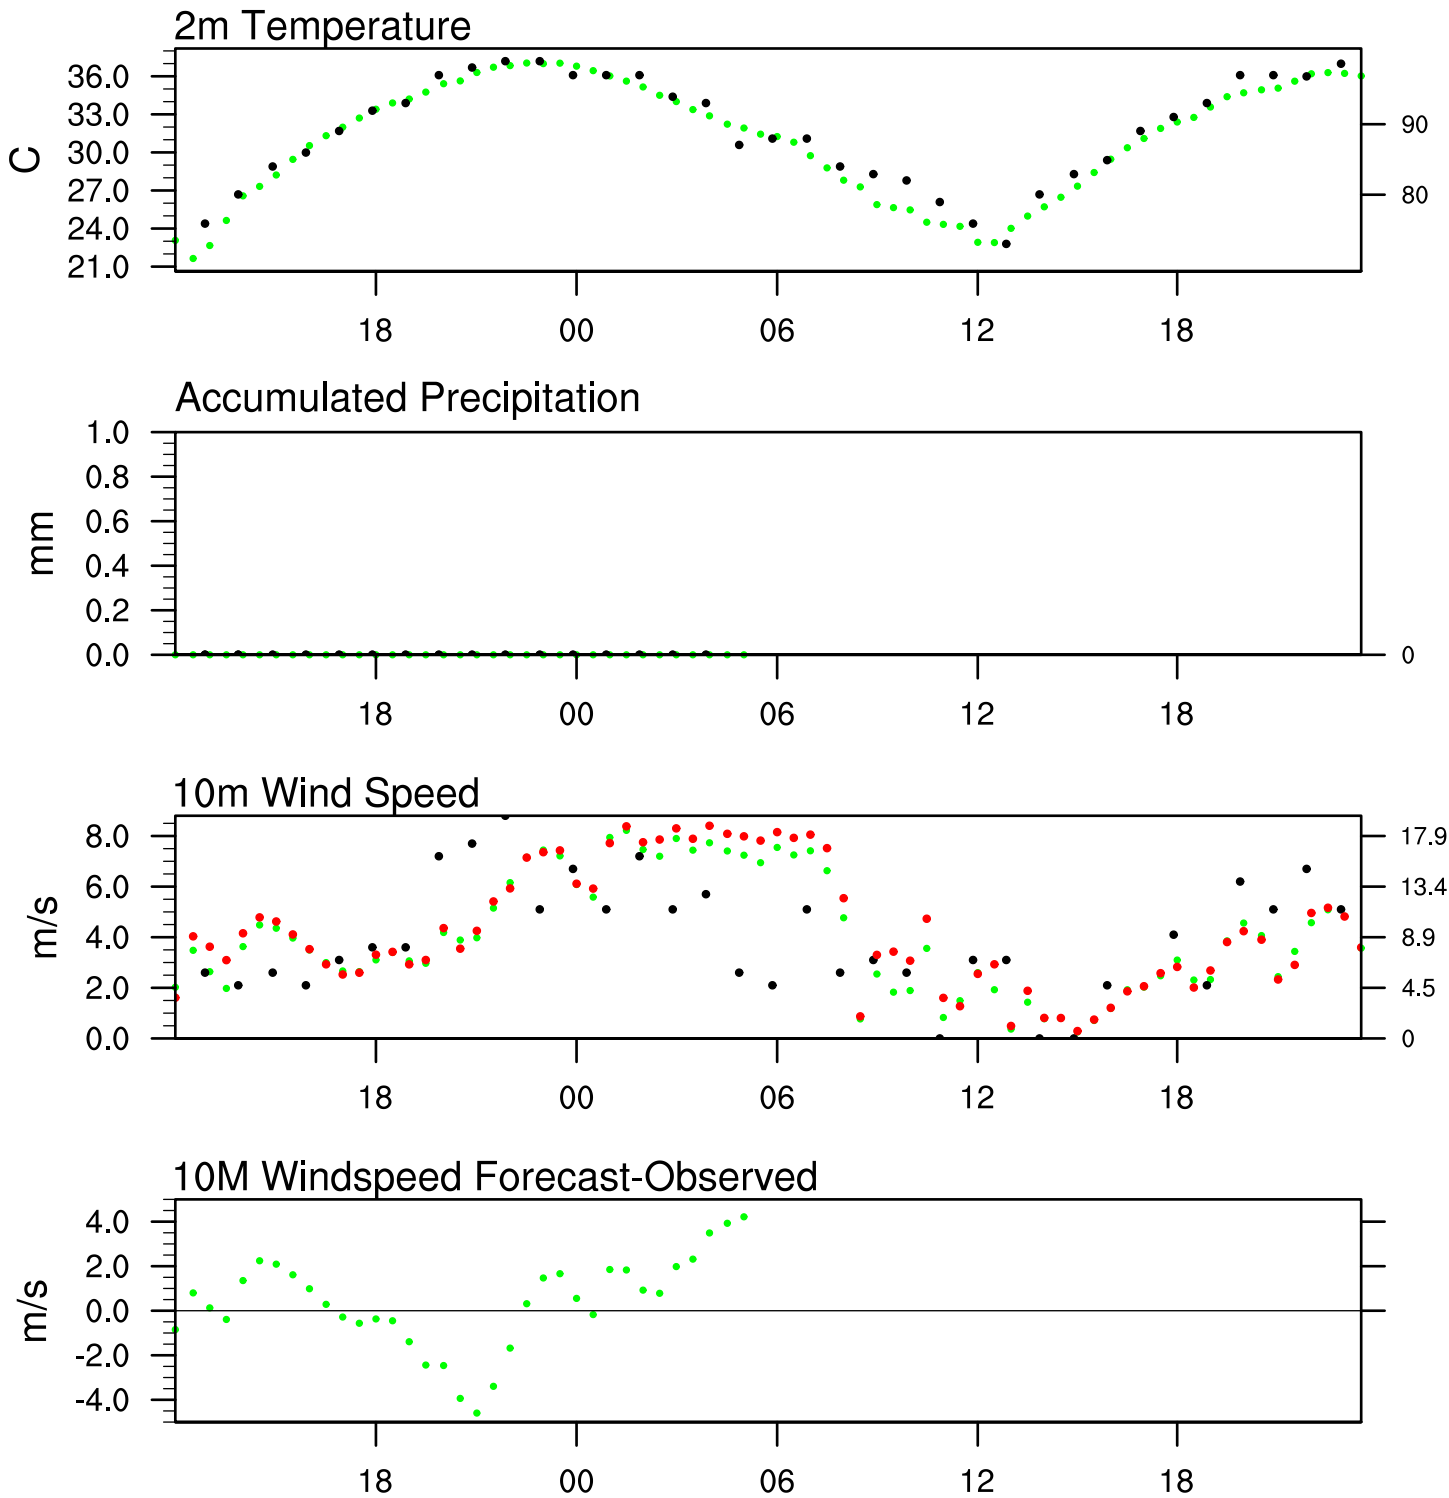 2m Temperature
36.0
33.0
30.0
27.0
24.0
21.0
C
90
80
18 00 06 12 18
Accumulated Precipitation
1.0
0.8
0.6
0.4
0.2
0.0
mm
0
18 00 06 12 18
10m Wind Speed
8.0
6.0
4.0
2.0
0.0
m/s
17.9
13.4
8.9
4.5
0
18 00 06 12 18
10M Windspeed Forecast-Observed
4.0
2.0
0.0
-2.0
-4.0
m/s
18 00 06 12 18